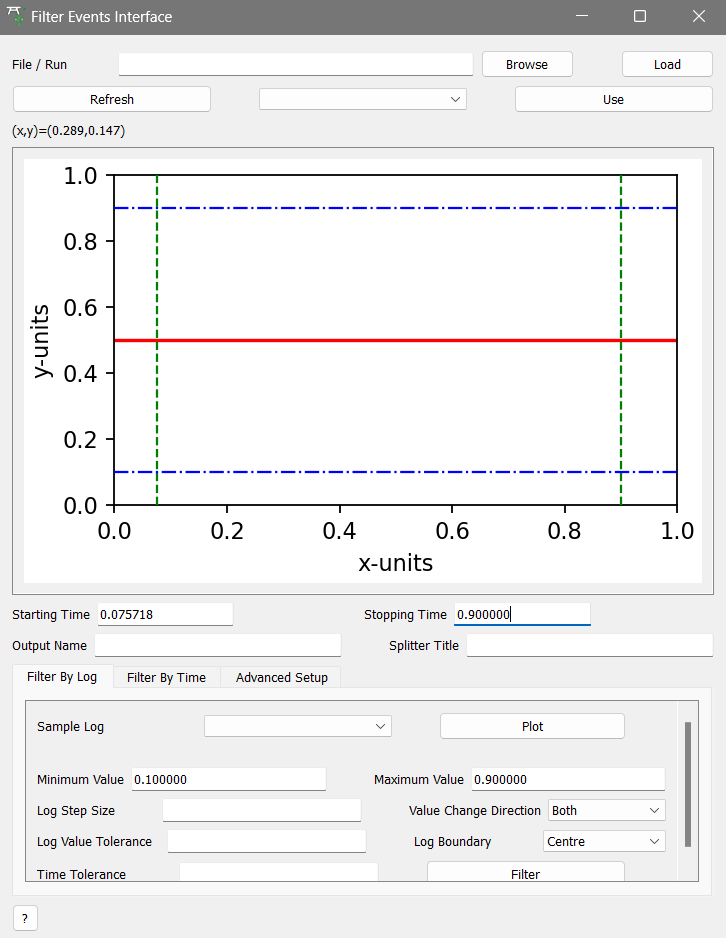 Filter Events Interface
File / Run Browse Load
Refresh Use
(x,y)=(0.289,0.147)
1.0
0.8
0.6
0.4
0.2
0.0
y-units
0.0 0.2 0.4 0.6 0.8 1.0
x-units
Starting Time 0.075718 Stopping Time 0.900000
Output Name Splitter Title
Filter By Log Filter By Time Advanced Setup
Sample Log Plot
Minimum Value 0.100000 Maximum Value 0.900000
Log Step Size Value Change Direction Both
Log Value Tolerance Log Boundary Centre
Time Tolerance Filter
?